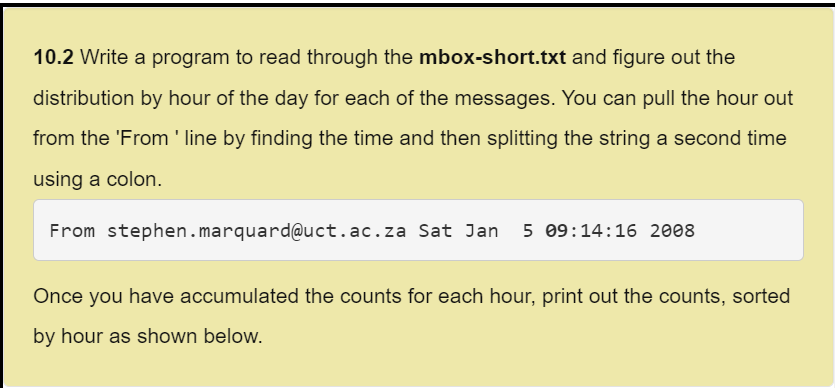 10.2 Write a program to read through the mbox-short.txt and figure out the
distribution by hour of the day for each of the messages. You can pull the hour out
from the 'From ' line by finding the time and then splitting the string a second time
using a colon.
From stephen.marquard@uct.ac.za Sat Jan  5 09:14:16 2008
Once you have accumulated the counts for each hour, print out the counts, sorted
by hour as shown below.